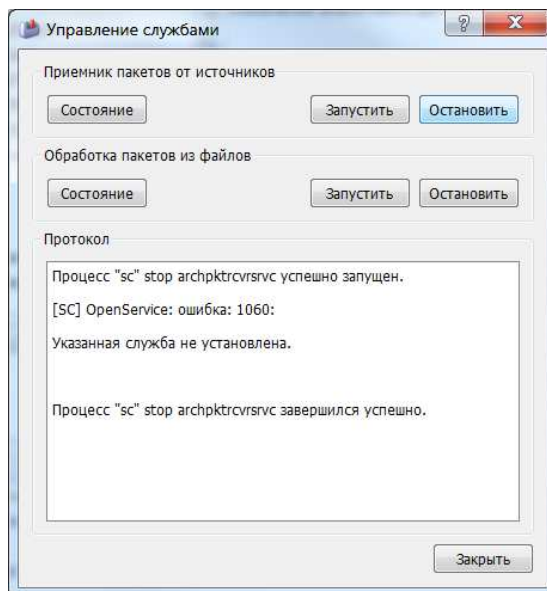 Управление службами
?
X
Приемник пакетов от источников
Состояние Запустить Остановить
Обработка пакетов из файлов
Состояние Запустить Остановить
Протокол
Процесс "sc" stop archpktrcvrsrvc успешно запущен.
[SC] OpenService: ошибка: 1060:
Указанная служба не установлена.
Процесс "sc" stop archpktrcvrsrvc завершился успешно.
Закрыть